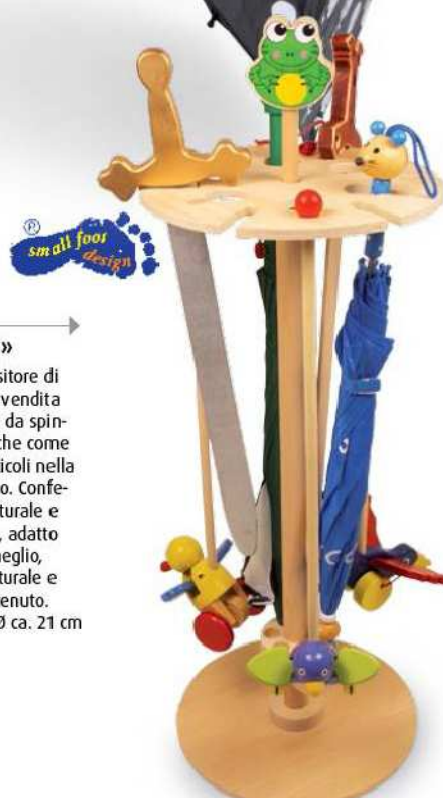 ®
small foot
design
»
sitore di
vendita
da spin-
che come
icoli nella
o. Confe-
turale e
, adatto
neglio,
turale e
enuto.
Ø ca. 21 cm